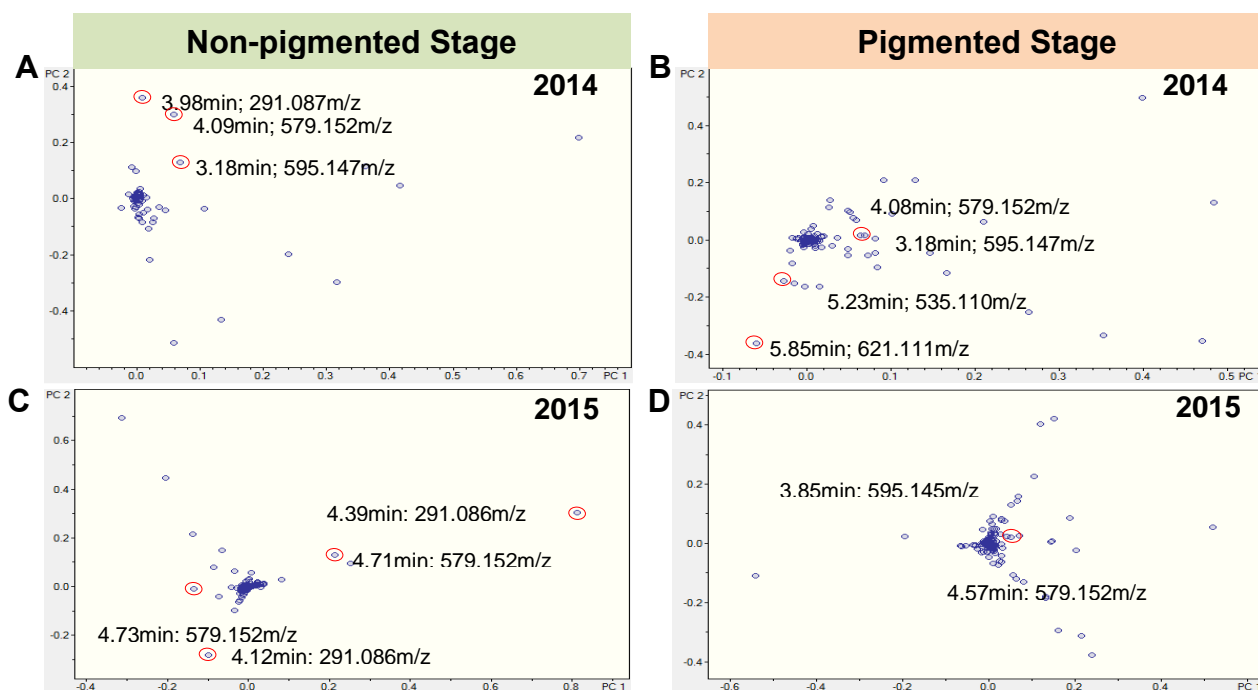 Non-pigmented Stage
Pigmented Stage
A
PC 2
2014
0.4
3.98min; 291.087m/z
4.09min; 579.152m/z
0.2
3.18min; 595.147m/z
0.0
-0.2
-0.4
0.0 0.1 0.2 0.3 0.4 0.5 0.6 0.7 PC 1
B
PC 2
2014
0.4
0.2
4.08min; 579.152m/z
0.0
3.18min; 595.147m/z
-0.2
5.23min; 535.110m/z
5.85min; 621.111m/z
-0.4
-0.1 0.0 0.1 0.2 0.3 0.4 0.5 PC
C
PC 2
2015
0.6
0.4
4.39min: 291.086m/z
0.2
4.71min: 579.152m/z
0.0
4.73min: 579.152m/z
-0.2
4.12min: 291.086m/z
-0.4 -0.2 0.0 0.2 0.4 0.6 0.8 PC 1
D
PC 2
2015
0.4
3.85min: 595.145m/z
0.2
0.0
4.57min: 579.152m/z
-0.2
-0.4
-0.6 -0.4 -0.2 0.0 0.2 0.4 0.6 PC 1